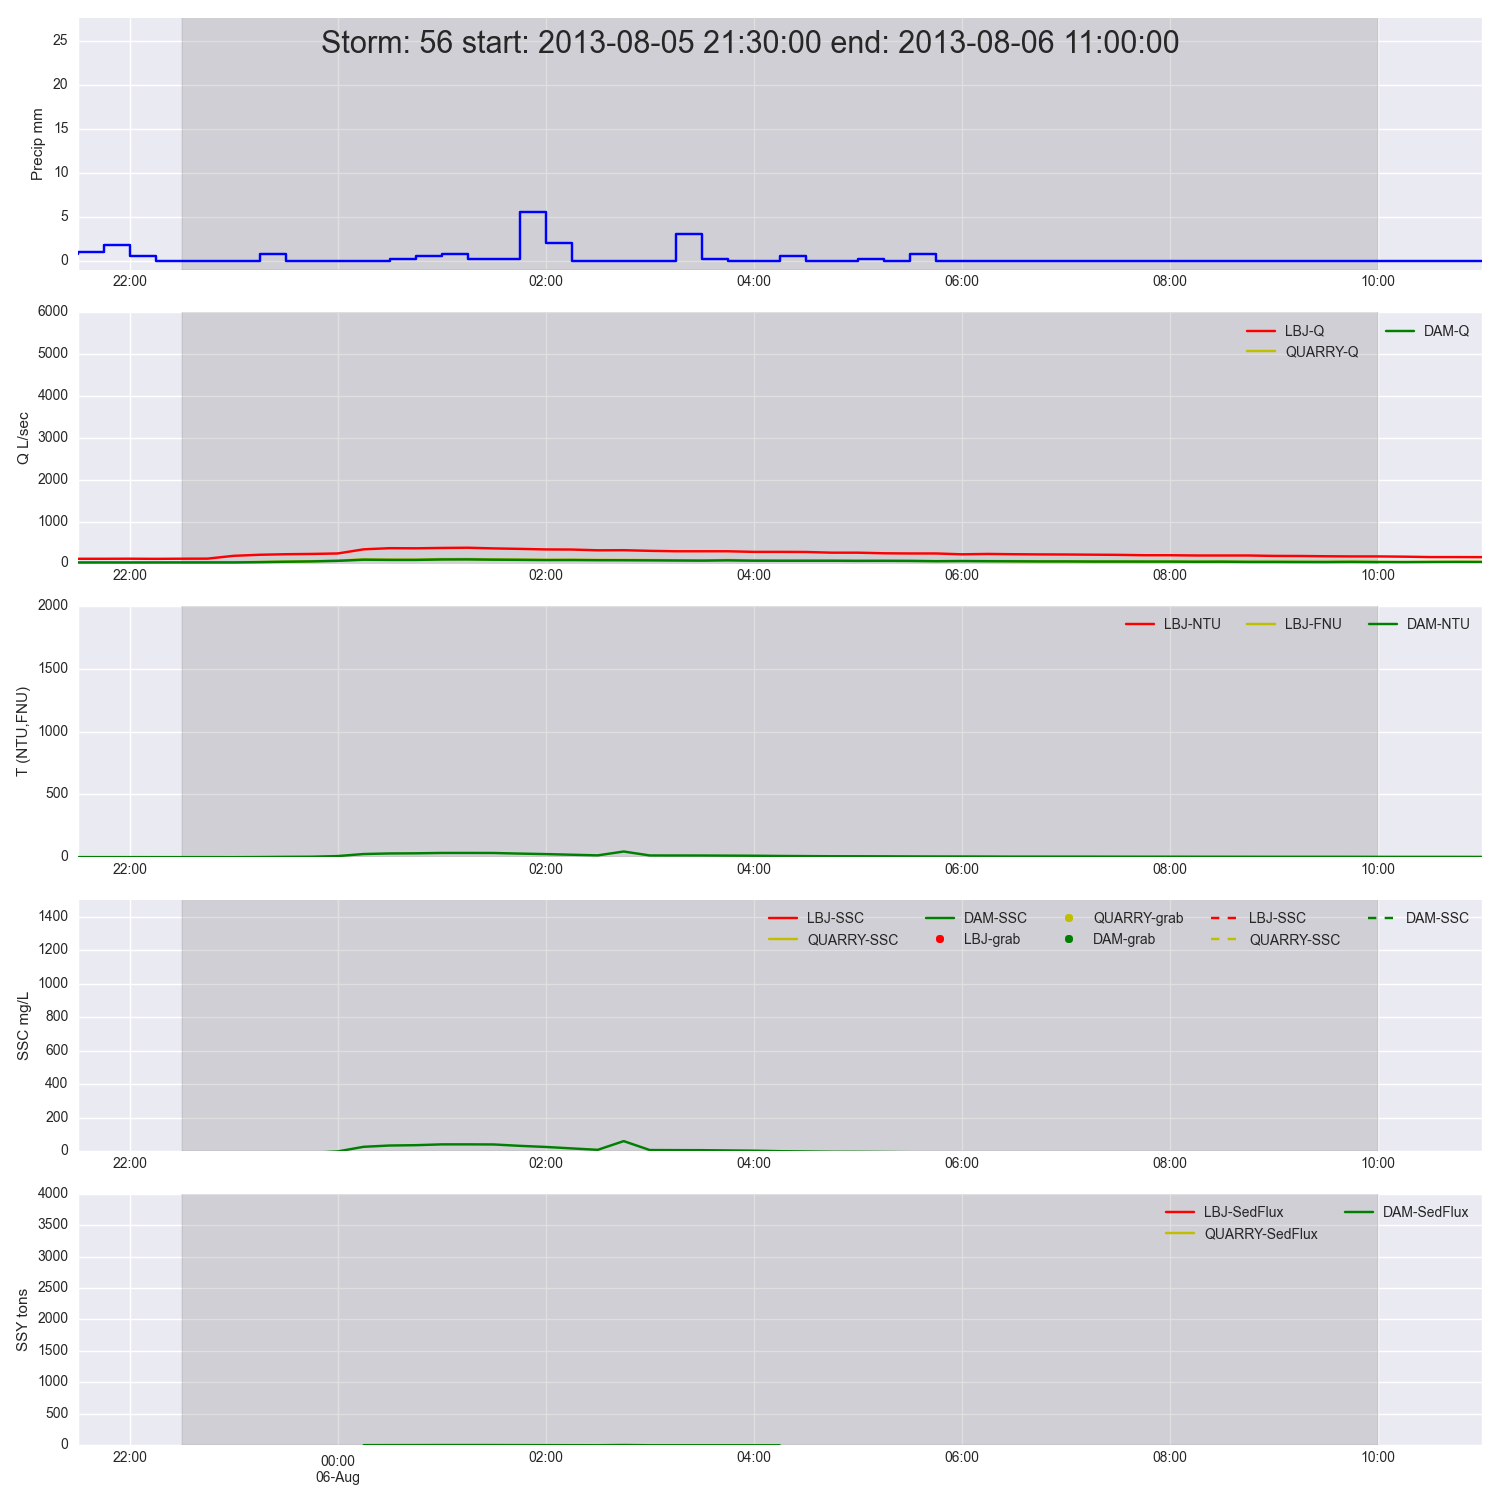 Storm: 56 start: 2013-08-05 21:30:00 end: 2013-08-06 11:00:00
Precip mm
25
20
15
10
5
0
22:00 02:00 04:00 06:00 08:00 10:00
Q L/sec
6000
5000
4000
3000
2000
1000
0
LBJ-Q DAM-Q
QUARRY-Q
22:00 02:00 04:00 06:00 08:00 10:00
T (NTU,FNU)
2000
1500
1000
500
0
LBJ-NTU LBJ-FNU DAM-NTU
22:00 02:00 04:00 06:00 08:00 10:00
SSC mg/L
1400
1200
1000
800
600
400
200
0
LBJ-SSC DAM-SSC QUARRY-grab LBJ-SSC DAM-SSC
QUARRY-SSC LBJ-grab DAM-grab QUARRY-SSC
22:00 02:00 04:00 06:00 08:00 10:00
SSY tons
4000
3500
3000
2500
2000
1500
1000
500
0
LBJ-SedFlux DAM-SedFlux
QUARRY-SedFlux
22:00 00:00 02:00 04:00 06:00 08:00 10:00
06-Aug